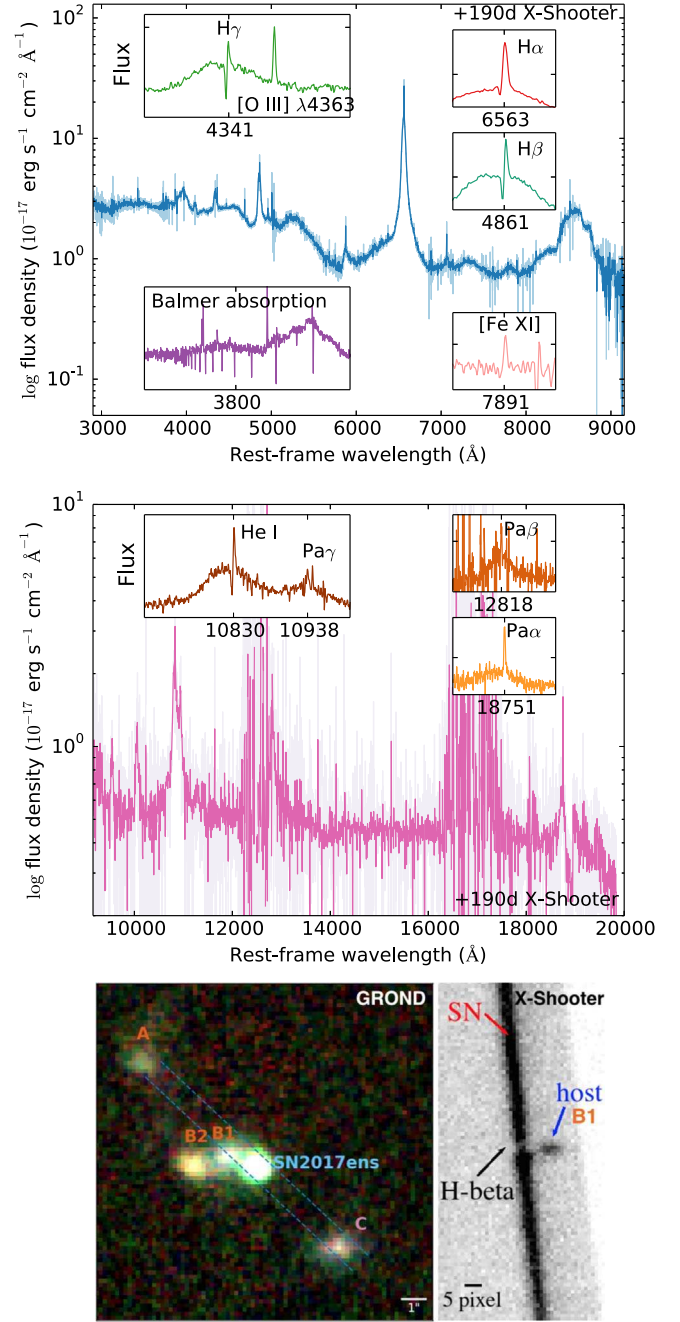 +190d X-Shooter
10²
10¹
10⁰
10⁻¹
log flux density (10⁻¹⁷ erg s⁻¹ cm⁻² Å⁻¹)
Flux
Hγ
[O III] λ4363
4341
Hα
6563
Hβ
4861
Balmer absorption
3800
[Fe XI]
7891
3000 4000 5000 6000 7000 8000 9000
Rest-frame wavelength (Å)
10¹
10⁰
log flux density (10⁻¹⁷ erg s⁻¹ cm⁻² Å⁻¹)
Flux
He I
Paγ
10830 10938
Paβ
12818
Paα
18751
+190d X-Shooter
10000 12000 14000 16000 18000 20000
Rest-frame wavelength (Å)
GROND
A
B2 B1
SN2017ens
C
1"
X-Shooter
SN
host
B1
H-beta
5 pixel